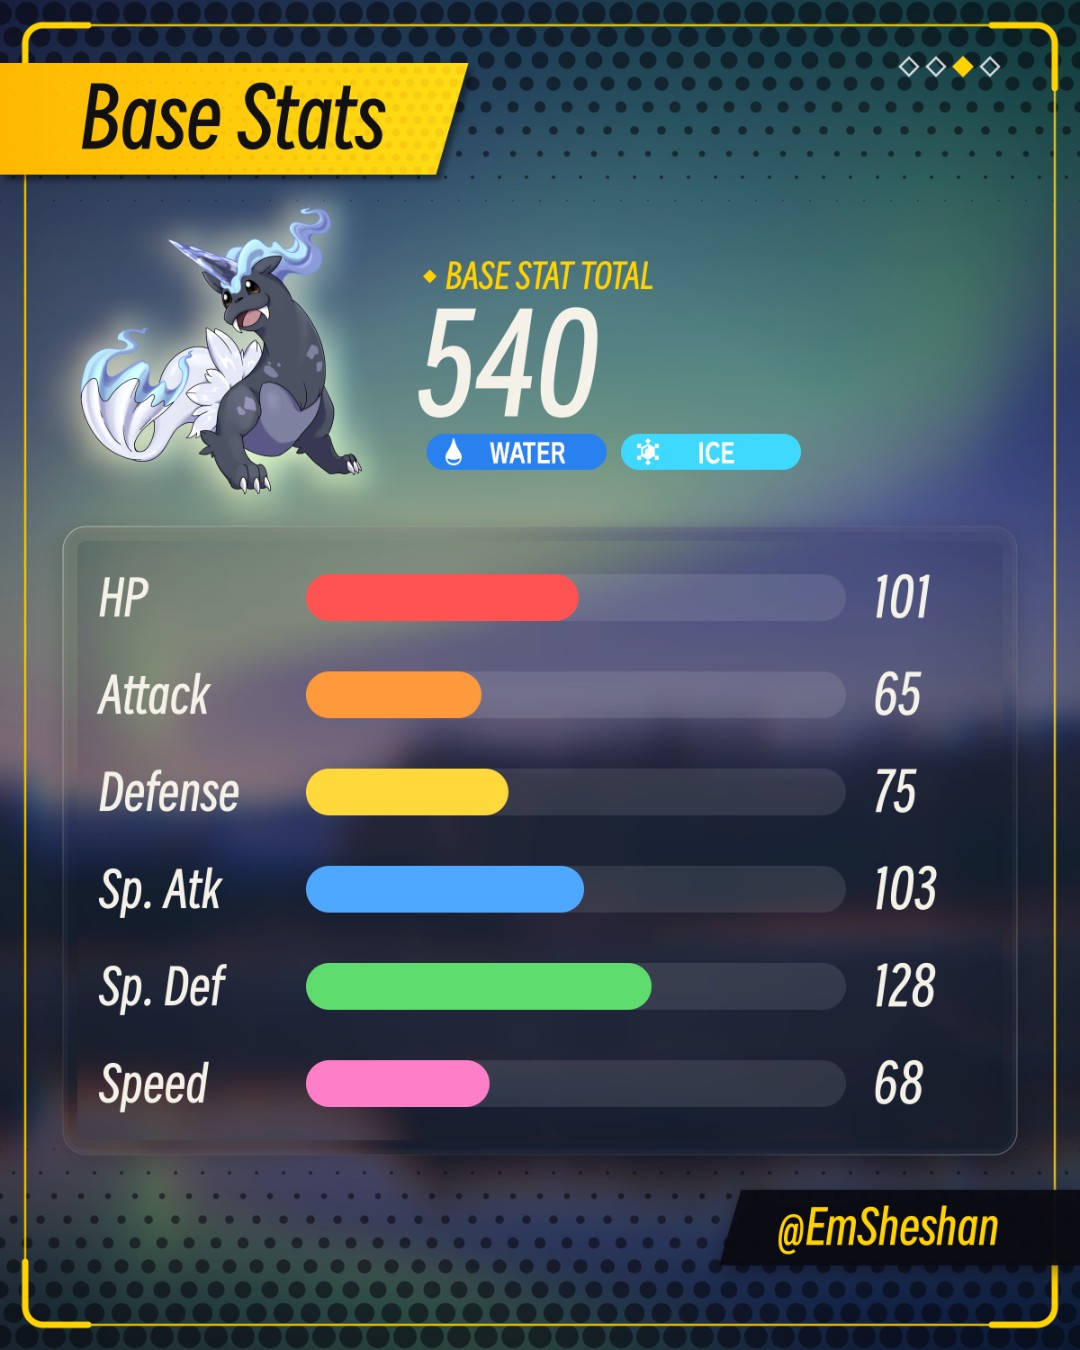 Base Stats
BASE STAT TOTAL
540
WATER ICE
HP 101
Attack 65
Defense 75
Sp. Atk 103
Sp. Def 128
Speed 68
@EmSheshan